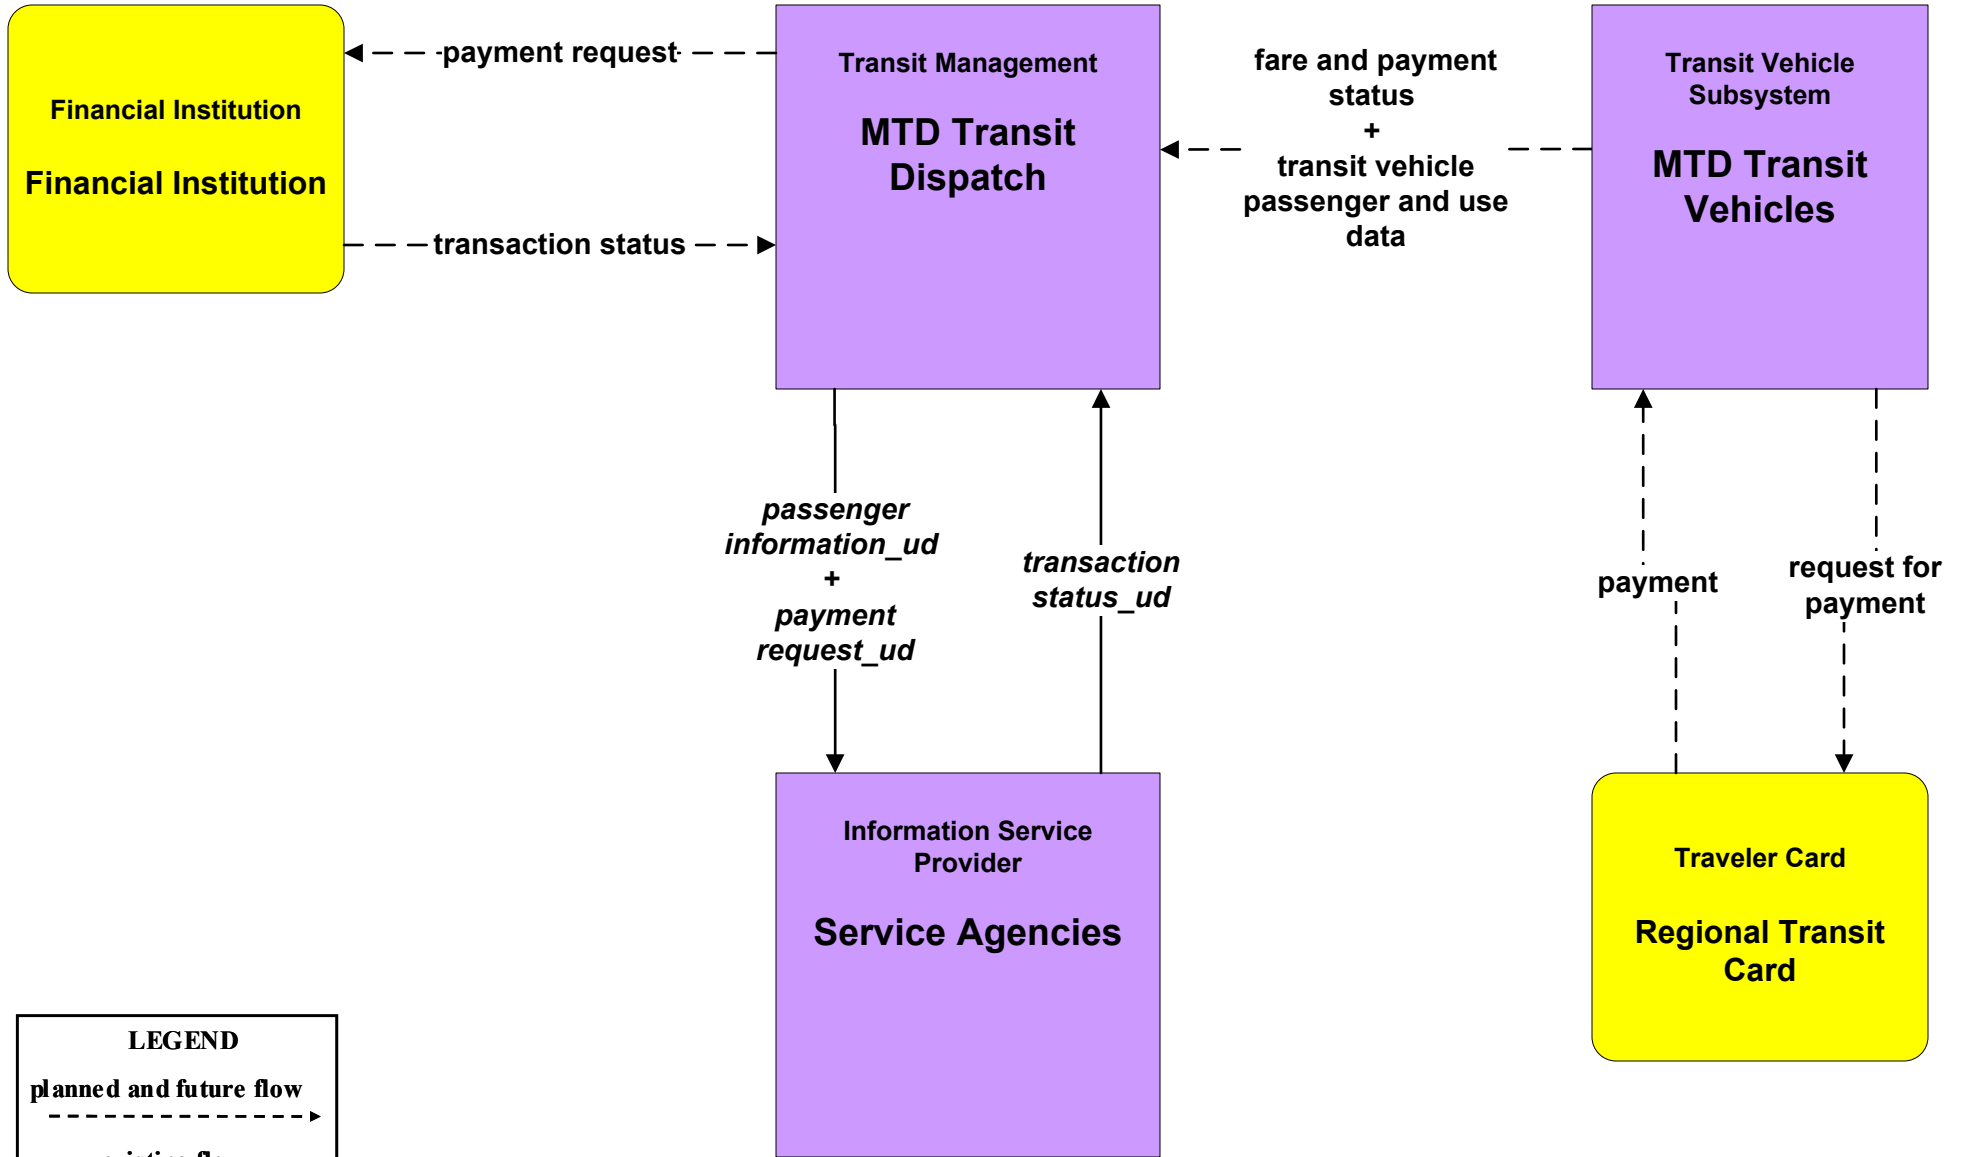 Financial Institution
Financial Institution
payment request
transaction status
Transit Management
MTD Transit
Dispatch
fare and payment
status
+
transit vehicle
passenger and use
data
Transit Vehicle
Subsystem
MTD Transit
Vehicles
passenger
information_ud
+
payment
request_ud
transaction
status_ud
payment
request for
payment
Information Service
Provider
Service Agencies
Traveler Card
Regional Transit
Card
LEGEND
planned and future flow